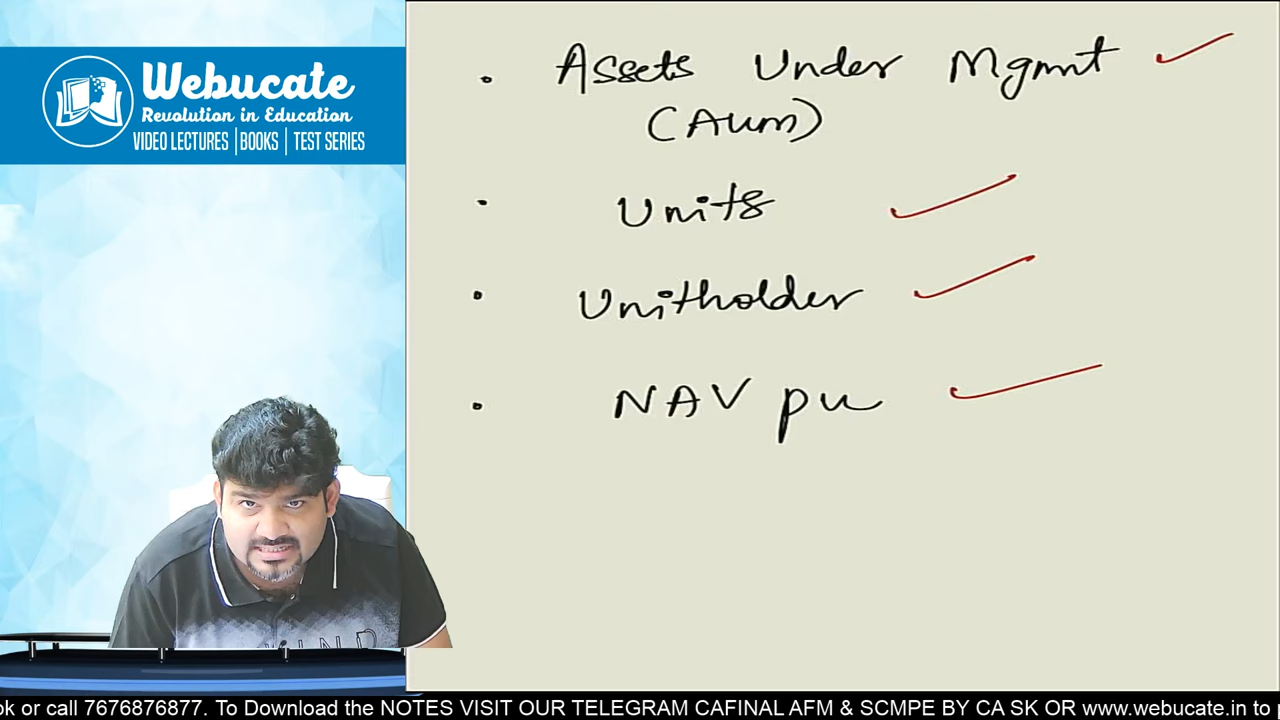 Webucate
Revolution in Education
VIDEO LECTURES | BOOKS | TEST SERIES
• Assets Under Mgmt
(AUM)
• Units
• Unitholder
• NAV pu
ok or call 7676876877. To Download the NOTES VISIT OUR TELEGRAM CAFINAL AFM & SCMPE BY CA SK OR www.webucate.in to